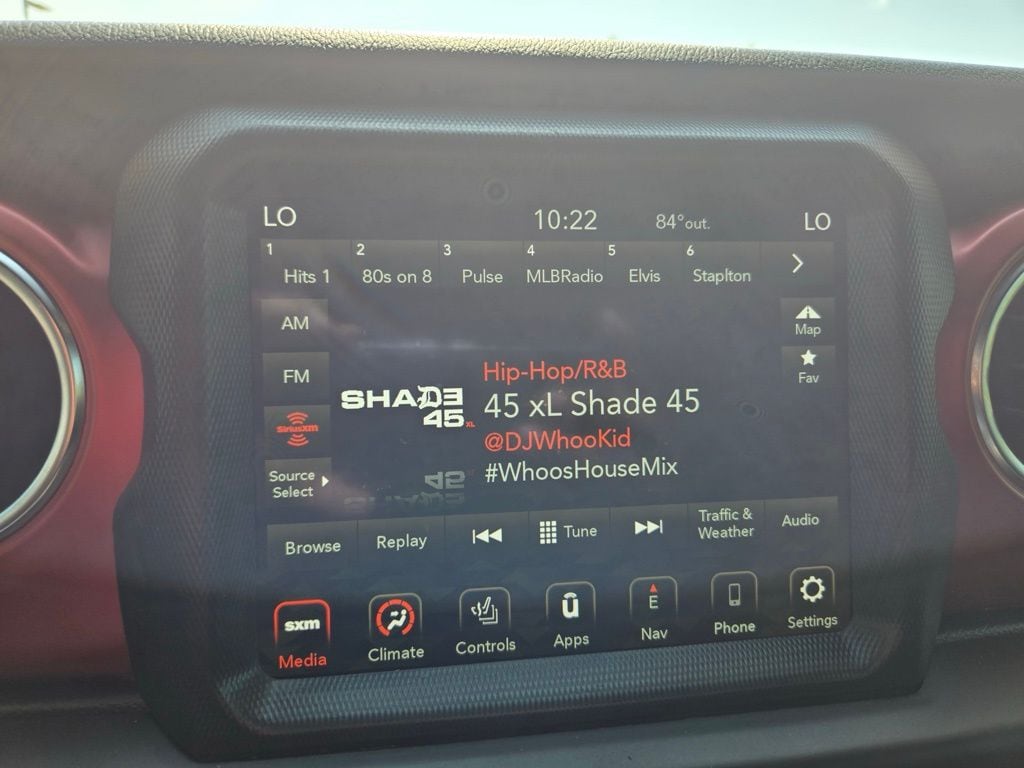 LO 10:22 84°out. LO
1 2 3 4 5 6
Hits 1 80s on 8 Pulse MLBRadio Elvis Staplton
AM
Map
FM
Fav
Hip-Hop/R&B
SHADE
45 XL
45 xL Shade 45
SiriusXM
@DJWhooKid
#WhoosHouseMix
Source
Select
Browse Replay Tune Traffic &
Weather Audio
sxm
Media Climate Controls
u
Apps
E
Nav Phone Settings